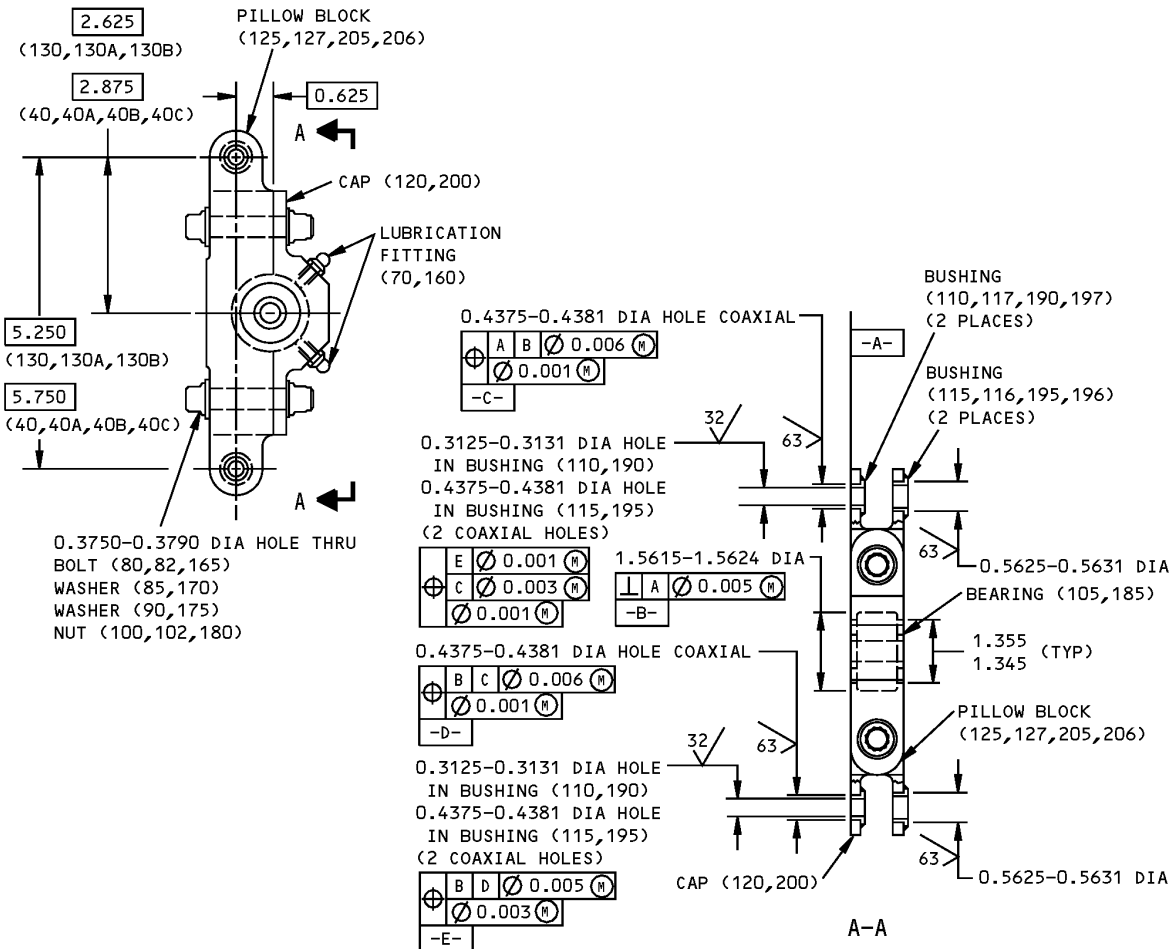 2.625
(130,130A,130B)
2.875
(40,40A,40B,40C)
PILLOW BLOCK
(125,127,205,206)
0.625
A
CAP (120,200)
LUBRICATION
FITTING
(70,160)
5.250
(130,130A,130B)
5.750
(40,40A,40B,40C)
A
0.3750-0.3790 DIA HOLE THRU
BOLT (80,82,165)
WASHER (85,170)
WASHER (90,175)
NUT (100,102,180)
0.4375-0.4381 DIA HOLE COAXIAL
⌖ A B ⌀ 0.006 Ⓜ
⌀ 0.001 Ⓜ
-C-
32
63
0.3125-0.3131 DIA HOLE
IN BUSHING (110,190)
0.4375-0.4381 DIA HOLE
IN BUSHING (115,195)
(2 COAXIAL HOLES)
⌖ E ⌀ 0.001 Ⓜ
C ⌀ 0.003 Ⓜ
⌀ 0.001 Ⓜ
1.5615-1.5624 DIA
⊥ A ⌀ 0.005 Ⓜ
-B-
0.4375-0.4381 DIA HOLE COAXIAL
⌖ B C ⌀ 0.006 Ⓜ
⌀ 0.001 Ⓜ
-D-
32
63
0.3125-0.3131 DIA HOLE
IN BUSHING (110,190)
0.4375-0.4381 DIA HOLE
IN BUSHING (115,195)
(2 COAXIAL HOLES)
⌖ B D ⌀ 0.005 Ⓜ
⌀ 0.003 Ⓜ
-E-
-A-
BUSHING
(110,117,190,197)
(2 PLACES)
BUSHING
(115,116,195,196)
(2 PLACES)
63
0.5625-0.5631 DIA
BEARING (105,185)
1.355
1.345 (TYP)
PILLOW BLOCK
(125,127,205,206)
63
0.5625-0.5631 DIA
CAP (120,200)
A-A